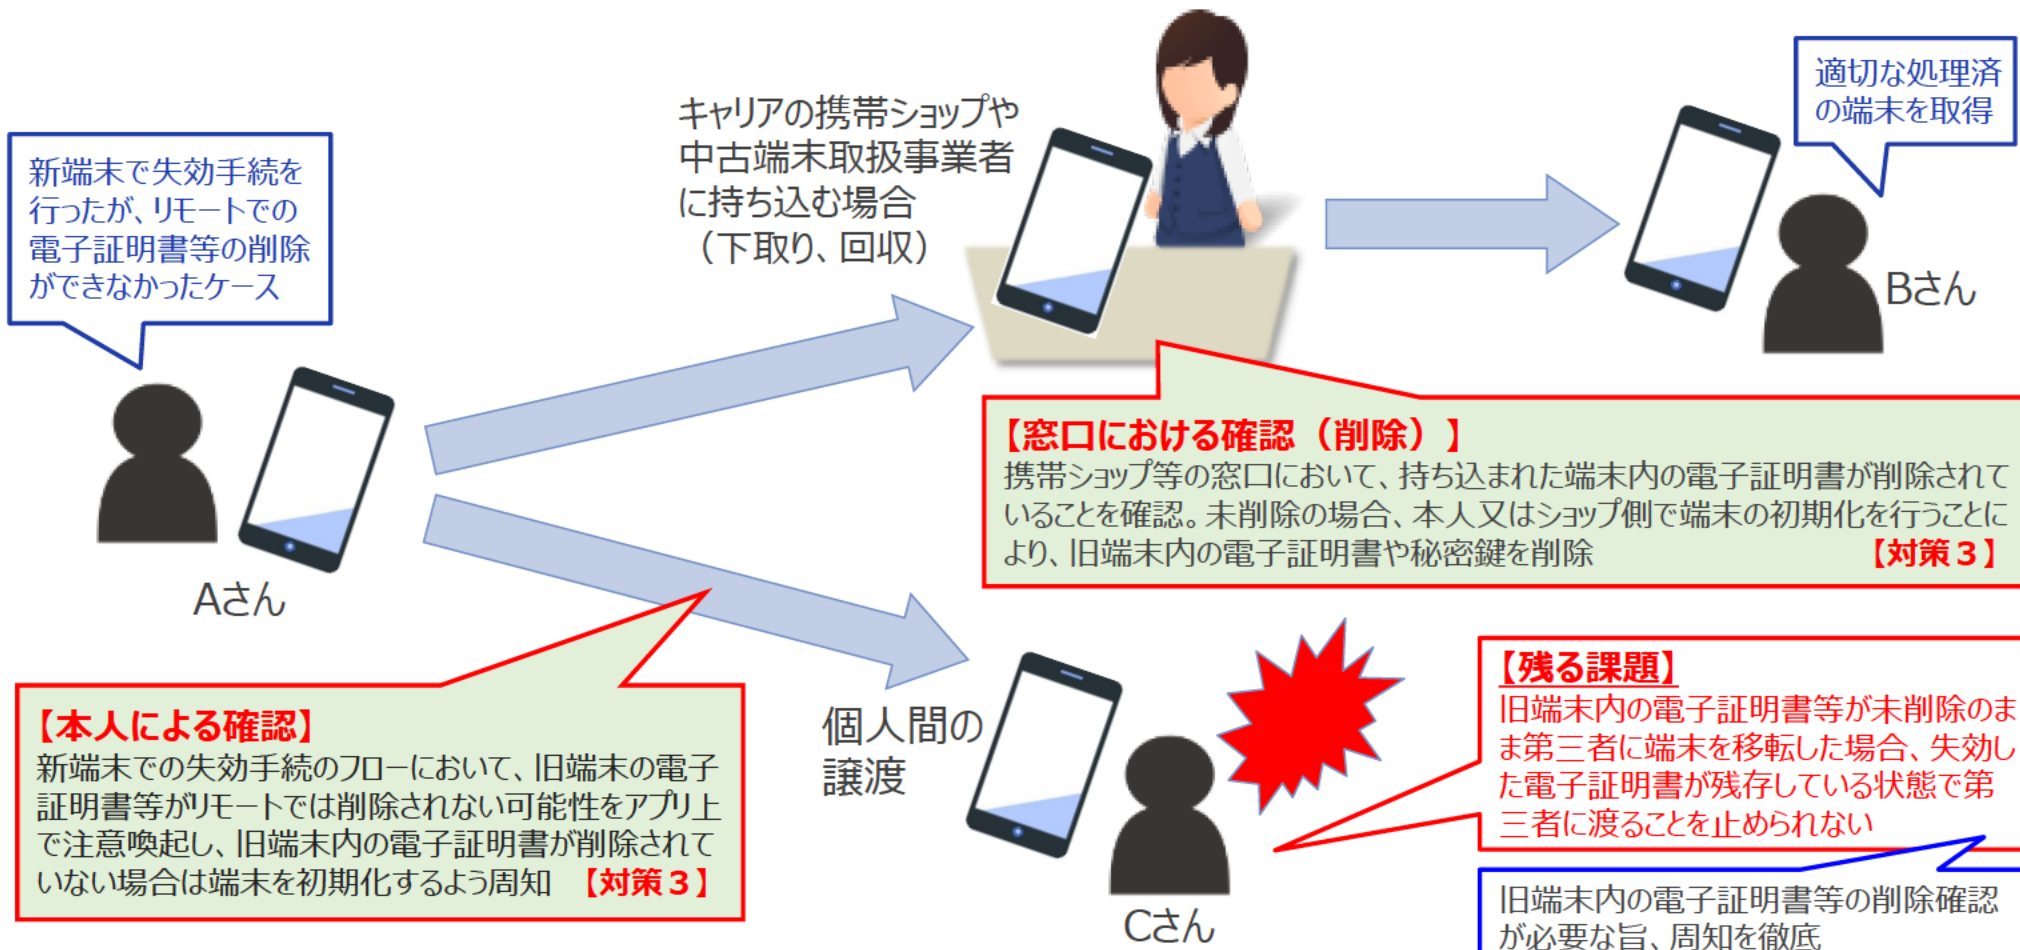 新端末で失効手続を
行ったが、リモートでの
電子証明書等の削除
ができなかったケース
Aさん
キャリアの携帯ショップや
中古端末取扱事業者
に持ち込む場合
（下取り、回収）
適切な処理済
の端末を取得
Bさん
【窓口における確認（削除）】
携帯ショップ等の窓口において、持ち込まれた端末内の電子証明書が削除されて
いることを確認。未削除の場合、本人又はショップ側で端末の初期化を行うことに
より、旧端末内の電子証明書や秘密鍵を削除 【対策３】
【本人による確認】
新端末での失効手続のフローにおいて、旧端末の電子
証明書等がリモートでは削除されない可能性をアプリ上
で注意喚起し、旧端末内の電子証明書が削除されて
いない場合は端末を初期化するよう周知 【対策３】
個人間の
譲渡
Cさん
【残る課題】
旧端末内の電子証明書等が未削除のま
ま第三者に端末を移転した場合、失効し
た電子証明書が残存している状態で第
三者に渡ることを止められない
旧端末内の電子証明書等の削除確認
が必要な旨、周知を徹底